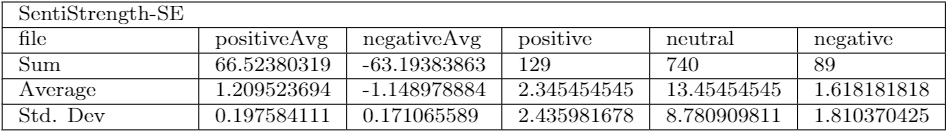 SentiStrength-SE
file positiveAvg negativeAvg positive neutral negative
Sum 66.52380319 -63.19383863 129 740 89
Average 1.209523694 -1.148978884 2.345454545 13.45454545 1.618181818
Std. Dev 0.197584111 0.171065589 2.435981678 8.780909811 1.810370425